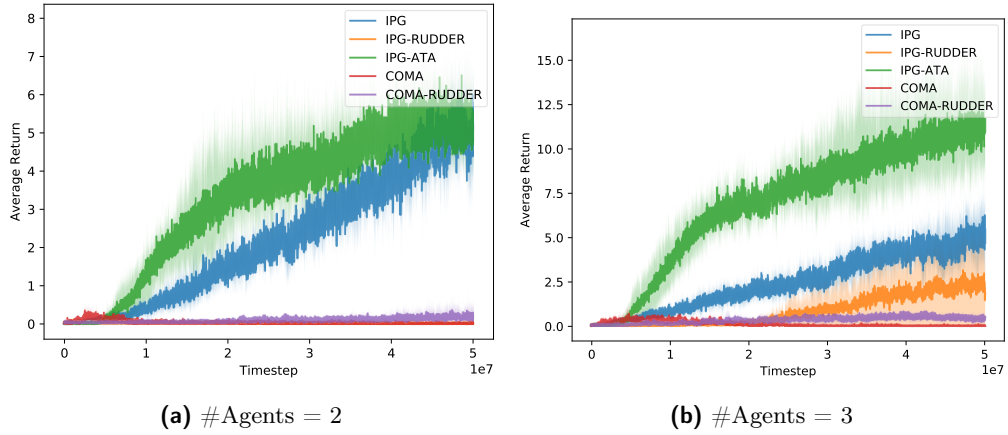 8
7
6
5
4
3
2
1
0
Average Return
IPG
IPG-RUDDER
IPG-ATA
COMA
COMA-RUDDER
0 1 2 3 4 5
1e7
Timestep
(a) #Agents = 2
15.0
12.5
10.0
7.5
5.0
2.5
0.0
Average Return
IPG
IPG-RUDDER
IPG-ATA
COMA
COMA-RUDDER
0 1 2 3 4 5
1e7
Timestep
(b) #Agents = 3